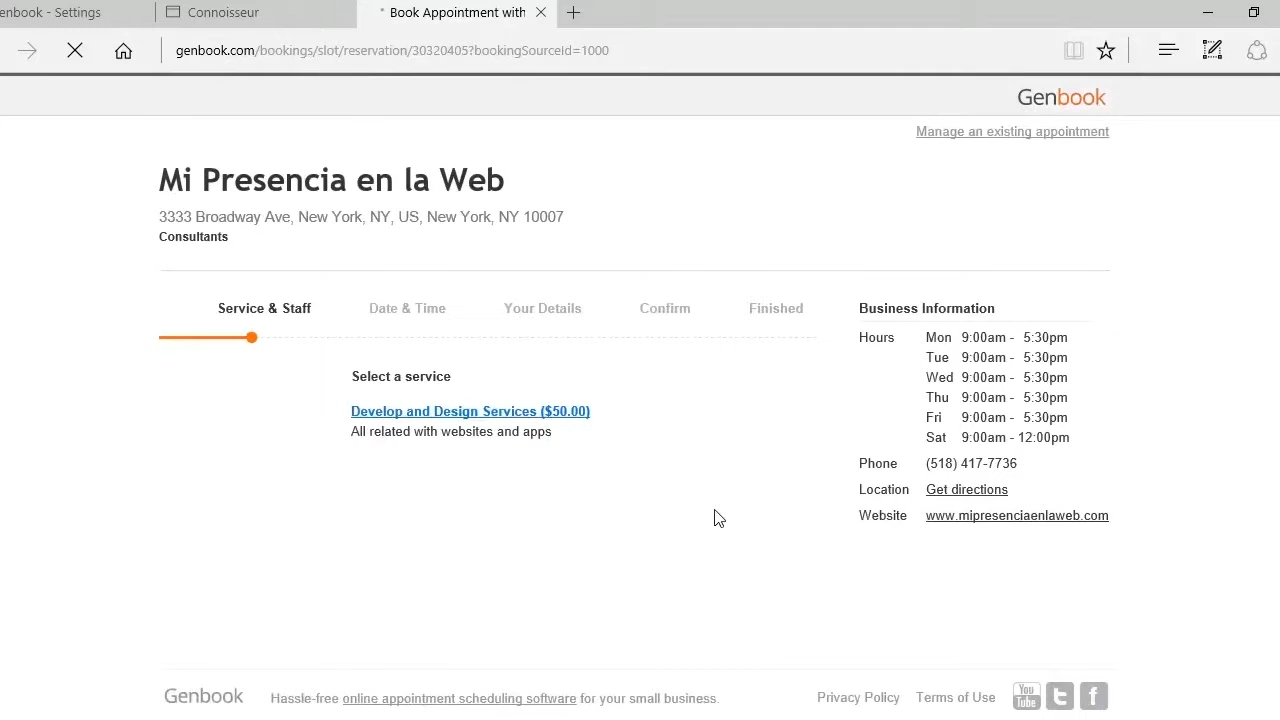 enbook - Settings
Connoisseur
Book Appointment with
genbook.com/bookings/slot/reservation/30320405?bookingSourceId=1000
Genbook
Manage an existing appointment
Mi Presencia en la Web
3333 Broadway Ave, New York, NY, US, New York, NY 10007
Consultants
Service & Staff Date & Time Your Details Confirm Finished
Select a service
Develop and Design Services ($50.00)
All related with websites and apps
Business Information
Hours Mon 9:00am - 5:30pm
Tue 9:00am - 5:30pm
Wed 9:00am - 5:30pm
Thu 9:00am - 5:30pm
Fri 9:00am - 5:30pm
Sat 9:00am - 12:00pm
Phone (518) 417-7736
Location Get directions
Website www.mipresenciaenlaweb.com
Genbook Hassle-free online appointment scheduling software for your small business. Privacy Policy Terms of Use You Tube t f